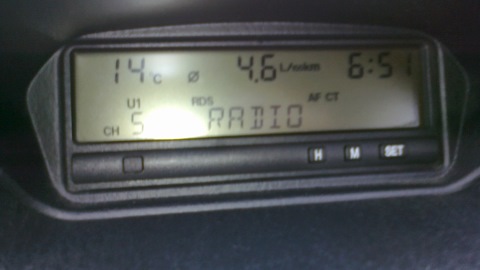 14°C Ø 4,6 L/100km 6:51
U1 RDS AF CT
CH 5 RADIO
H M SET